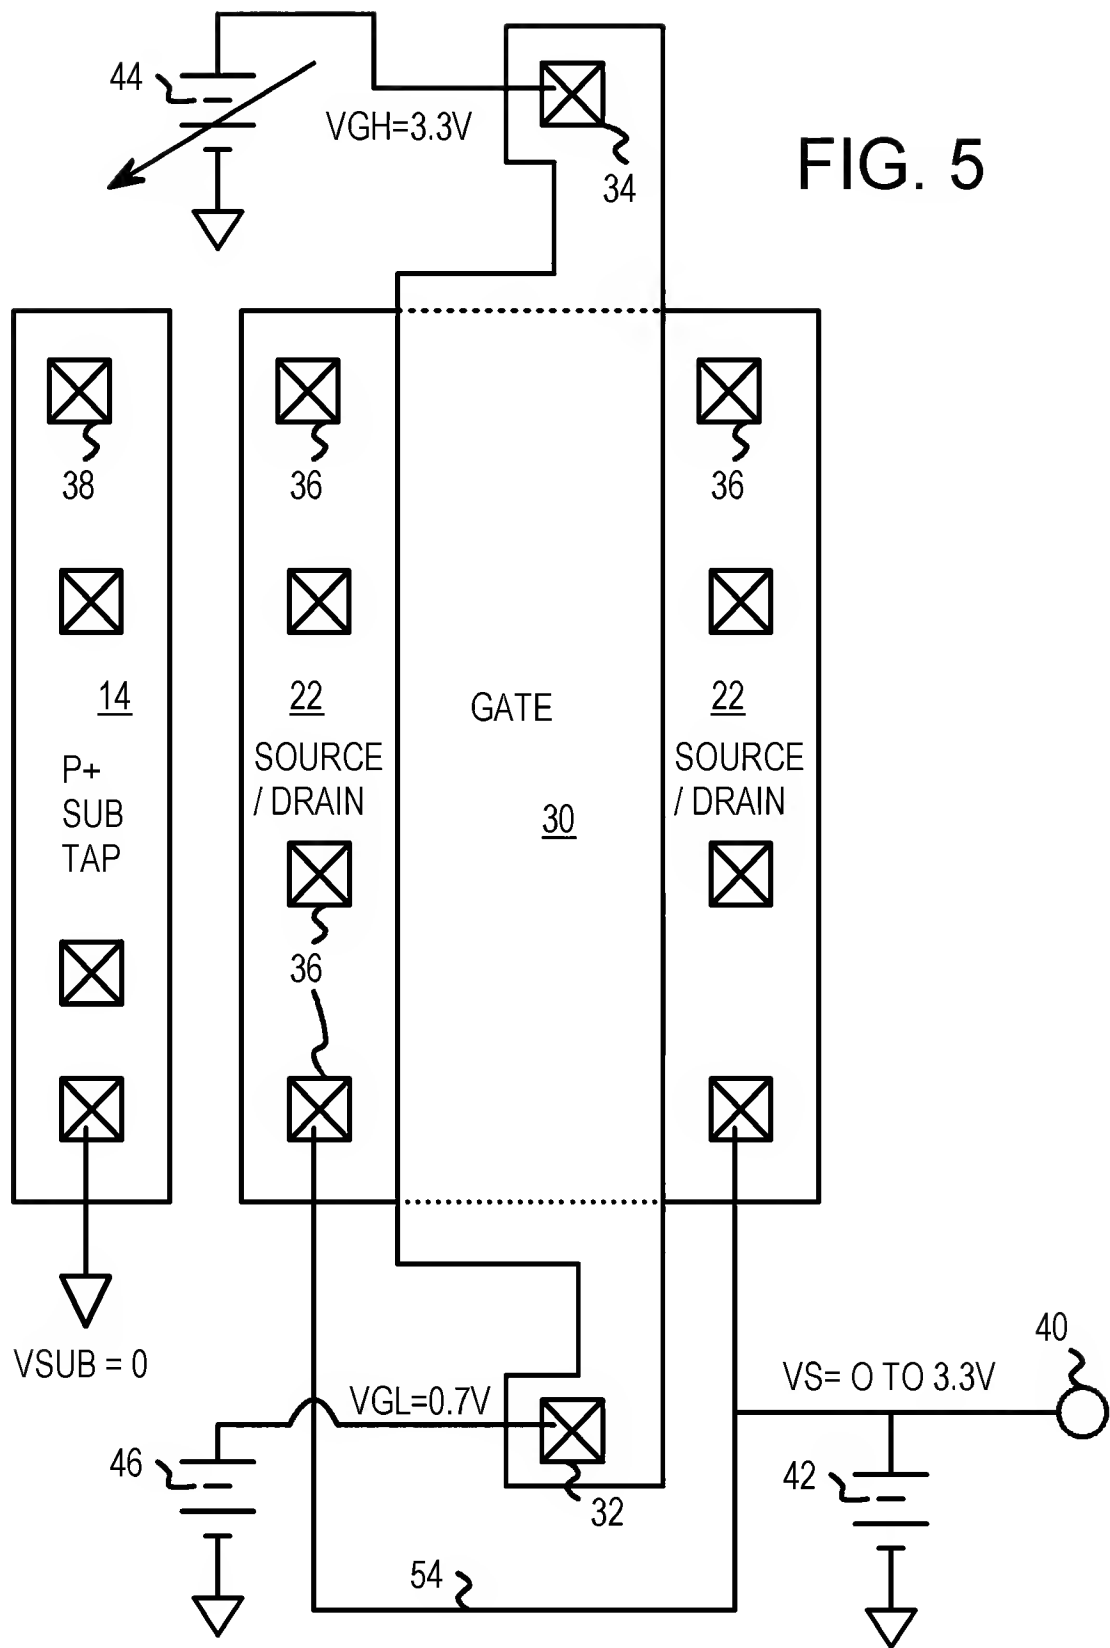 44
VGH=3.3V
34
FIG. 5
38
36
36
14
22
GATE
22
P+
SUB
TAP
SOURCE
/ DRAIN
30
SOURCE
/ DRAIN
36
VSUB = 0
VGL=0.7V
VS= O TO 3.3V
40
46
32
42
54